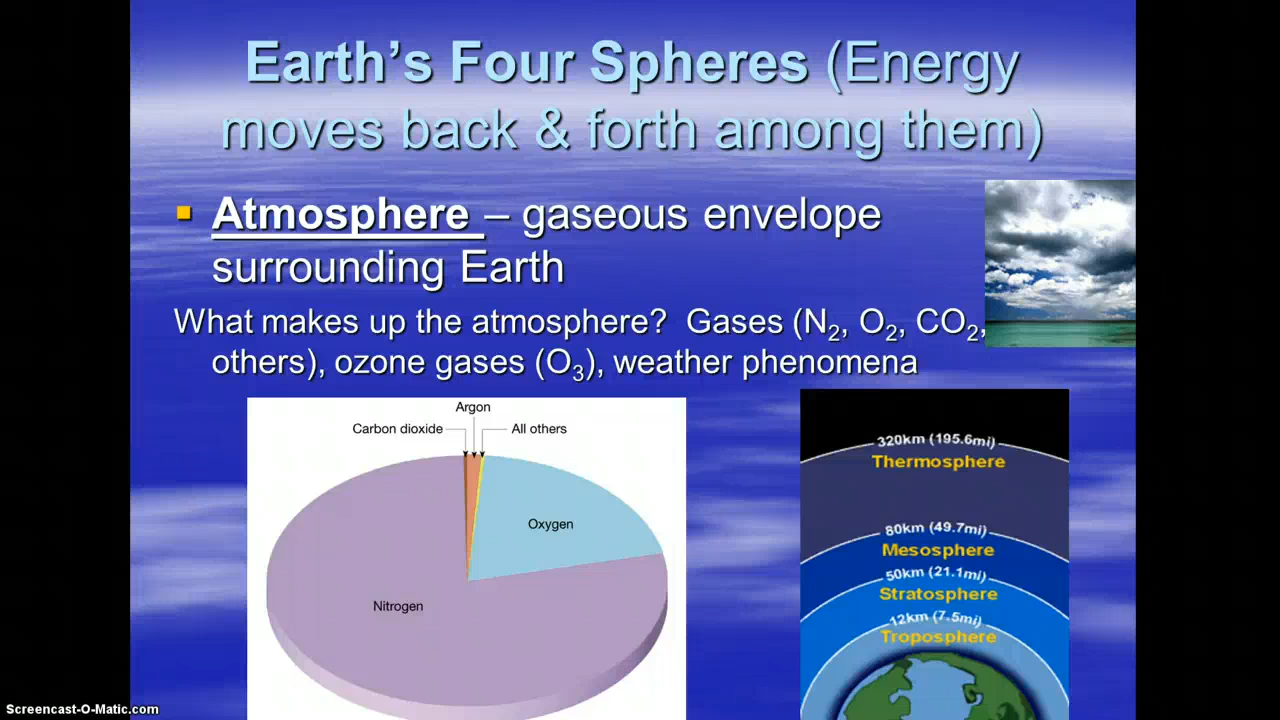 Earth's Four Spheres (Energy
moves back & forth among them)
Atmosphere – gaseous envelope
surrounding Earth
What makes up the atmosphere? Gases (N2, O2, CO2,
others), ozone gases (O3), weather phenomena
Argon
Carbon dioxide
All others
Oxygen
Nitrogen
320km (195.6mi)
Thermosphere
80km (49.7mi)
Mesosphere
50km (21.1mi)
Stratosphere
12km (7.5mi)
Troposphere
Screencast-O-Matic.com